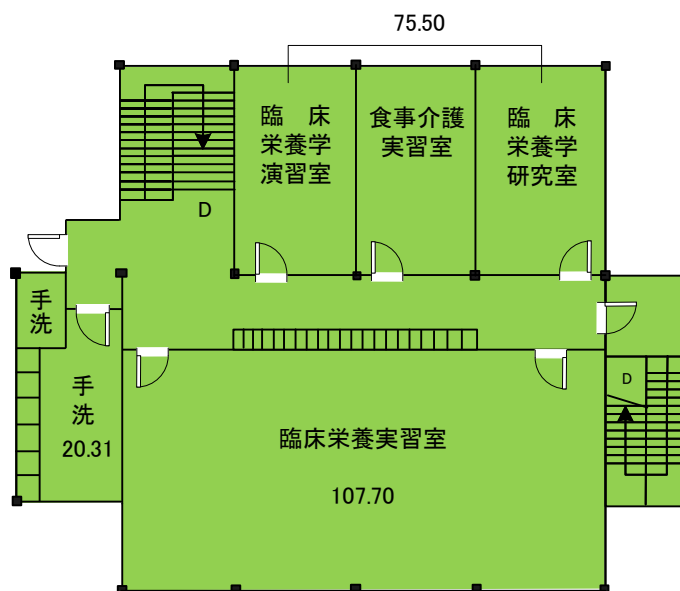 75.50
臨　床
栄養学
演習室
食事介護
実習室
臨　床
栄養学
研究室
D
手
洗
手
洗
20.31
D
臨床栄養実習室
107.70